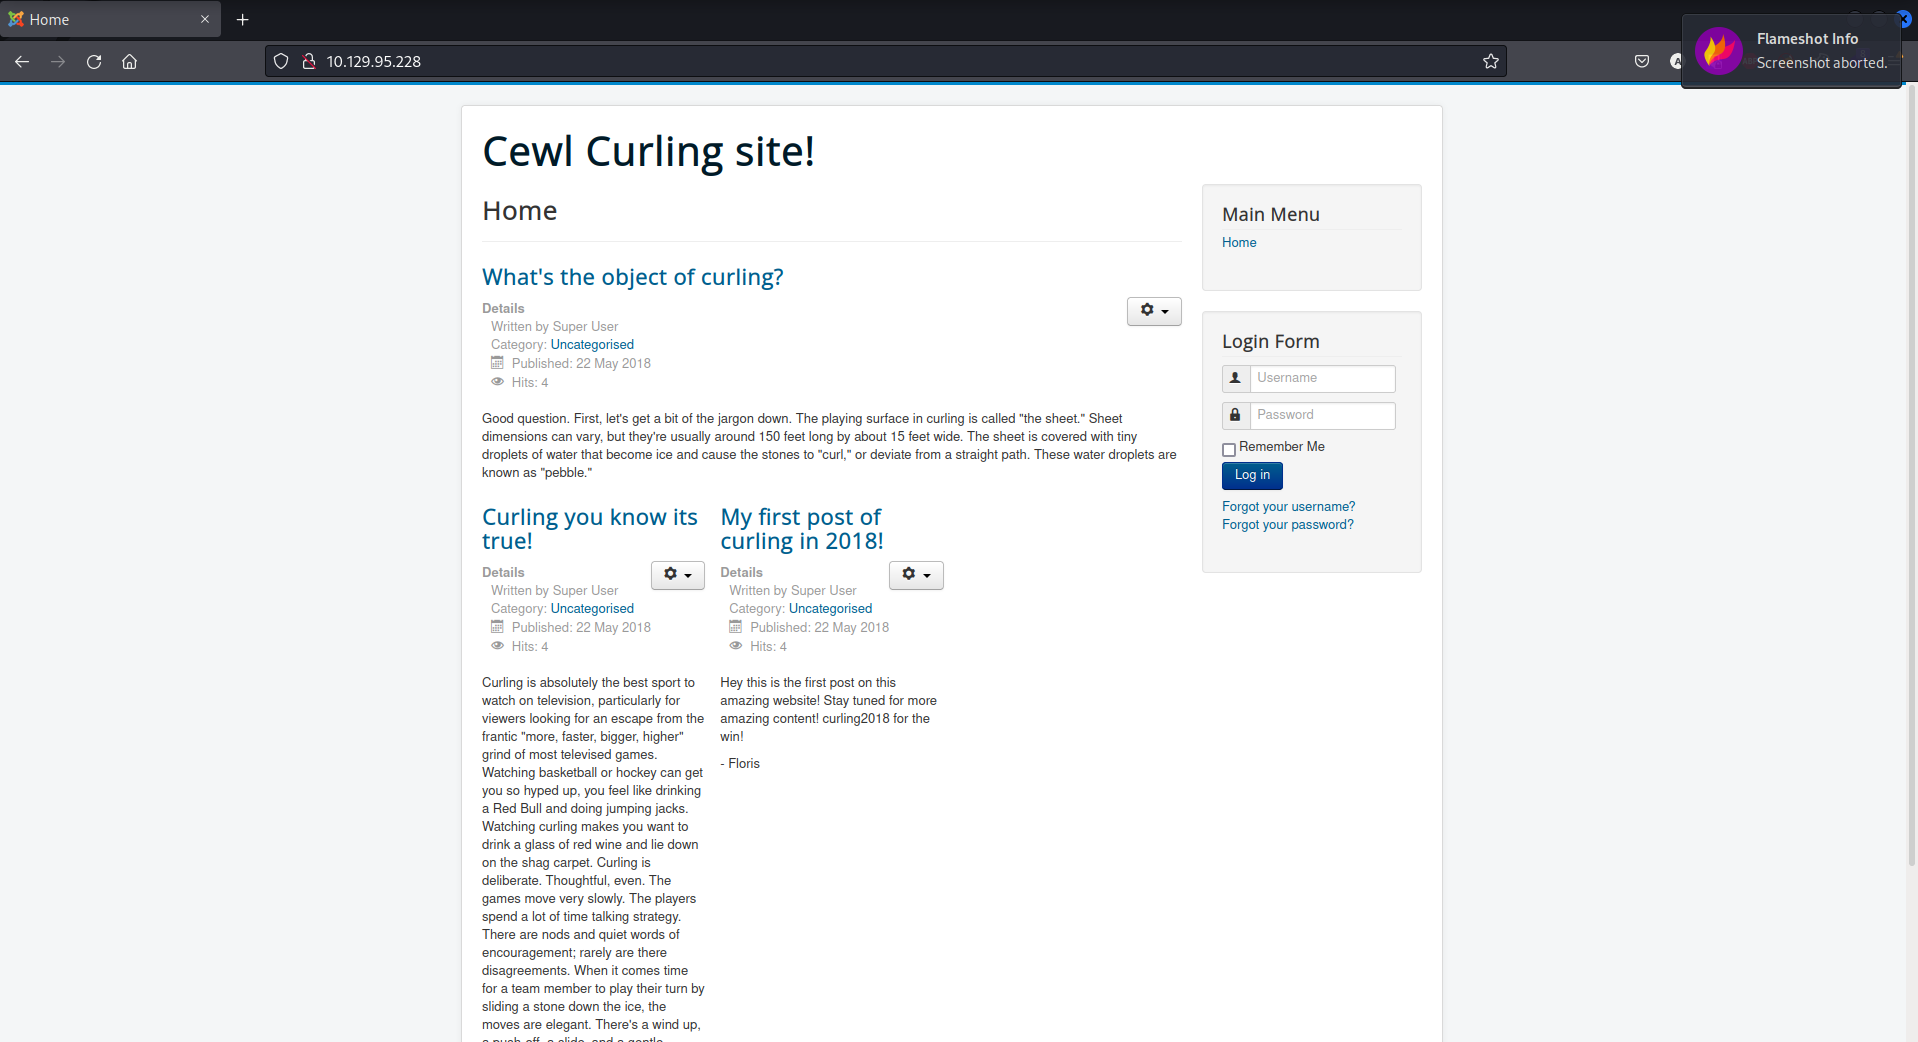 Home
10.129.95.228
Flameshot Info
Screenshot aborted.
Cewl Curling site!
Home
What's the object of curling?
Details
Written by Super User
Category: Uncategorised
Published: 22 May 2018
Hits: 4
Good question. First, let's get a bit of the jargon down. The playing surface in curling is called "the sheet." Sheet
dimensions can vary, but they're usually around 150 feet long by about 15 feet wide. The sheet is covered with tiny
droplets of water that become ice and cause the stones to "curl," or deviate from a straight path. These water droplets are
known as "pebble."
Curling you know its
true!
Details
Written by Super User
Category: Uncategorised
Published: 22 May 2018
Hits: 4
Curling is absolutely the best sport to
watch on television, particularly for
viewers looking for an escape from the
frantic "more, faster, bigger, higher"
grind of most televised games.
Watching basketball or hockey can get
you so hyped up, you feel like drinking
a Red Bull and doing jumping jacks.
Watching curling makes you want to
drink a glass of red wine and lie down
on the shag carpet. Curling is
deliberate. Thoughtful, even. The
games move very slowly. The players
spend a lot of time talking strategy.
There are nods and quiet words of
encouragement; rarely are there
disagreements. When it comes time
for a team member to play their turn by
sliding a stone down the ice, the
moves are elegant. There's a wind up,
My first post of
curling in 2018!
Details
Written by Super User
Category: Uncategorised
Published: 22 May 2018
Hits: 4
Hey this is the first post on this
amazing website! Stay tuned for more
amazing content! curling2018 for the
win!
- Floris
Main Menu
Home
Login Form
Username
Password
Remember Me
Log in
Forgot your username?
Forgot your password?